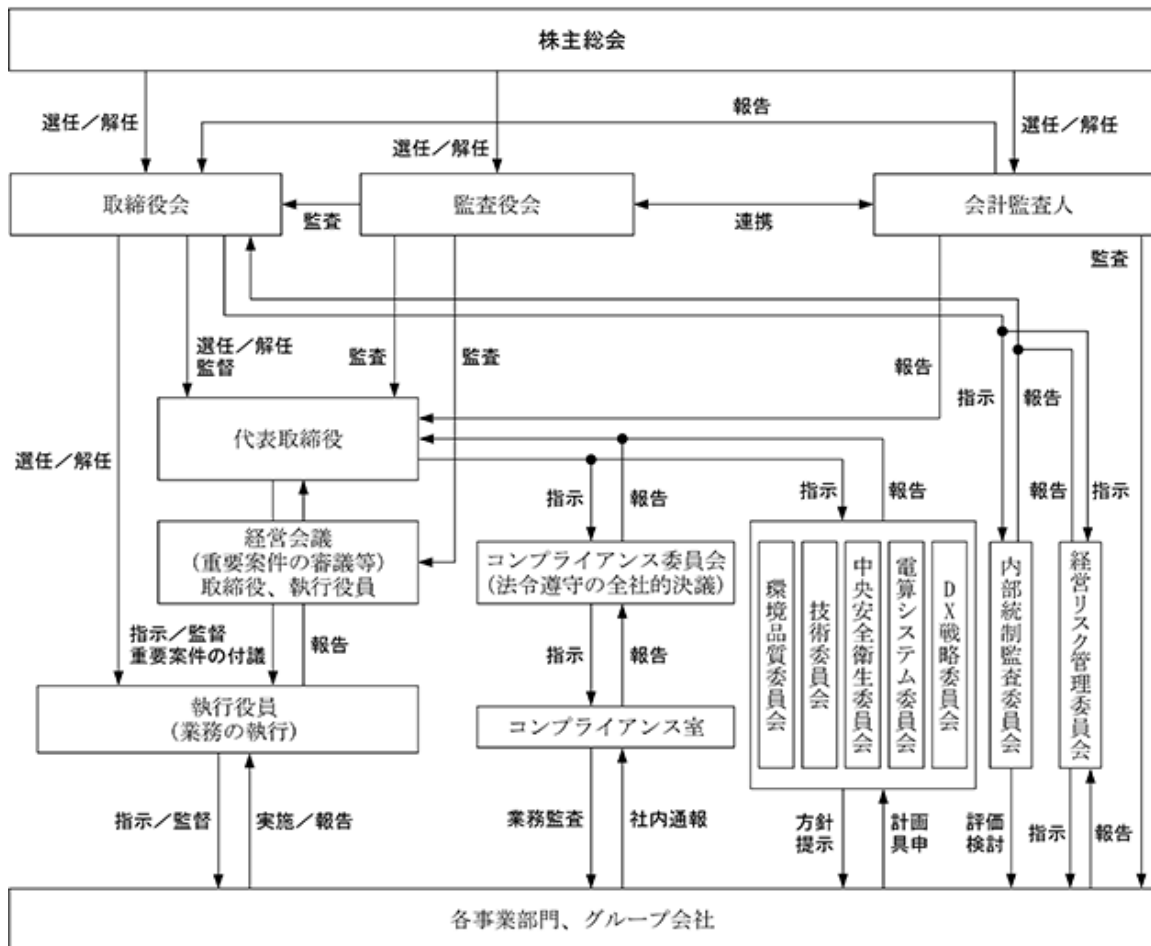 株主総会
選任／解任
選任／解任
報告
選任／解任
取締役会
監査
監査役会
連携
会計監査人
監査
選任／解任
監督
監査
監査
報告
指示
報告
選任／解任
代表取締役
指示
報告
指示
報告
報告
指示
経営会議
(重要案件の審議等)
取締役、執行役員
コンプライアンス委員会
(法令遵守の全社的決議)
環境品質委員会
技術委員会
中央安全衛生委員会
電算システム委員会
DX戦略委員会
内部統制監査委員会
経営リスク管理委員会
指示／監督
重要案件の付議
報告
指示
報告
執行役員
(業務の執行)
コンプライアンス室
指示／監督
実施／報告
業務監査
社内通報
方針
提示
計画
具申
評価
検討
指示
報告
各事業部門、グループ会社